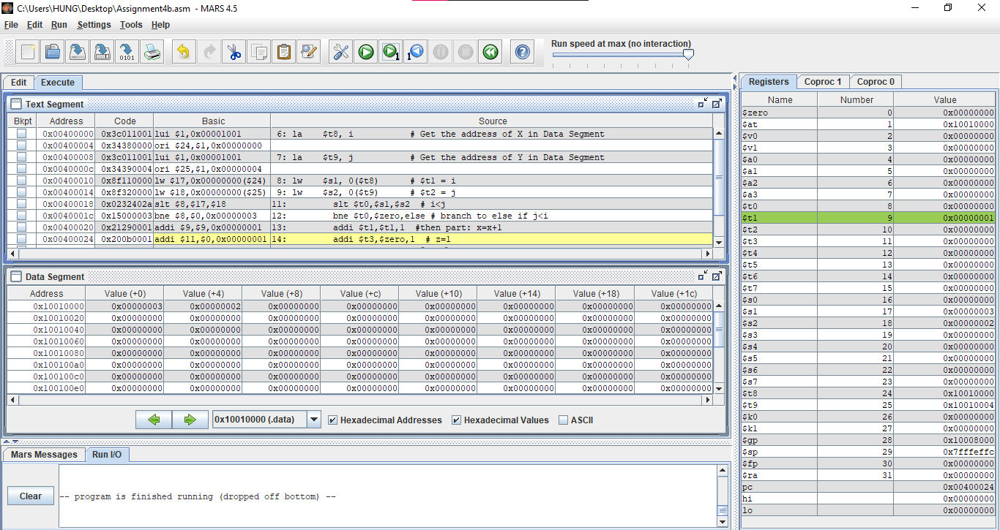 C:\Users\HUNG\Desktop\Assignment4b.asm - MARS 4.5
File Edit Run Settings Tools Help
Run speed at max (no interaction)
Edit Execute
Text Segment
Bkpt Address Code Basic Source
0x00400000 0x3c011001 lui $1,0x00001001 6: la $t8, i # Get the address of X in Data Segment
0x00400004 0x34380000 ori $24,$1,0x00000000
0x00400008 0x3c011001 lui $1,0x00001001 7: la $t9, j # Get the address of Y in Data Segment
0x0040000c 0x34390004 ori $25,$1,0x00000004
0x00400010 0x8f110000 lw $17,0x00000000($24) 8: lw $s1, 0($t8) # $t1 = i
0x00400014 0x8f320000 lw $18,0x00000000($25) 9: lw $s2, 0($t9) # $t2 = j
0x00400018 0x0232402a slt $8,$17,$18 11: slt $t0,$s1,$s2 # i<j
0x0040001c 0x15000003 bne $8,$0,0x00000003 12: bne $t0,$zero,else # branch to else if j<i
0x00400020 0x21290001 addi $9,$9,0x00000001 13: addi $t1,$t1,1 #then part: x=x+1
0x00400024 0x200b0001 addi $11,$0,0x00000001 14: addi $t3,$zero,1 # z=1
Data Segment
Address Value (+0) Value (+4) Value (+8) Value (+c) Value (+10) Value (+14) Value (+18) Value (+1c)
0x10010000 0x00000003 0x00000002 0x00000000 0x00000000 0x00000000 0x00000000 0x00000000 0x00000000
0x10010020 0x00000000 0x00000000 0x00000000 0x00000000 0x00000000 0x00000000 0x00000000 0x00000000
0x10010040 0x00000000 0x00000000 0x00000000 0x00000000 0x00000000 0x00000000 0x00000000 0x00000000
0x10010060 0x00000000 0x00000000 0x00000000 0x00000000 0x00000000 0x00000000 0x00000000 0x00000000
0x10010080 0x00000000 0x00000000 0x00000000 0x00000000 0x00000000 0x00000000 0x00000000 0x00000000
0x100100a0 0x00000000 0x00000000 0x00000000 0x00000000 0x00000000 0x00000000 0x00000000 0x00000000
0x100100c0 0x00000000 0x00000000 0x00000000 0x00000000 0x00000000 0x00000000 0x00000000 0x00000000
0x100100e0 0x00000000 0x00000000 0x00000000 0x00000000 0x00000000 0x00000000 0x00000000 0x00000000
0x10010000 (.data) Hexadecimal Addresses Hexadecimal Values ASCII
Mars Messages Run I/O
Clear
-- program is finished running (dropped off bottom) --
Registers Coproc 1 Coproc 0
Name Number Value
$zero 0 0x00000000
$at 1 0x10010000
$v0 2 0x00000000
$v1 3 0x00000000
$a0 4 0x00000000
$a1 5 0x00000000
$a2 6 0x00000000
$a3 7 0x00000000
$t0 8 0x00000000
$t1 9 0x00000001
$t2 10 0x00000000
$t3 11 0x00000000
$t4 12 0x00000000
$t5 13 0x00000000
$t6 14 0x00000000
$t7 15 0x00000000
$s0 16 0x00000000
$s1 17 0x00000003
$s2 18 0x00000002
$s3 19 0x00000000
$s4 20 0x00000000
$s5 21 0x00000000
$s6 22 0x00000000
$s7 23 0x00000000
$t8 24 0x10010000
$t9 25 0x10010004
$k0 26 0x00000000
$k1 27 0x00000000
$gp 28 0x10008000
$sp 29 0x7fffeffc
$fp 30 0x00000000
$ra 31 0x00000000
pc 0x00400024
hi 0x00000000
lo 0x00000000